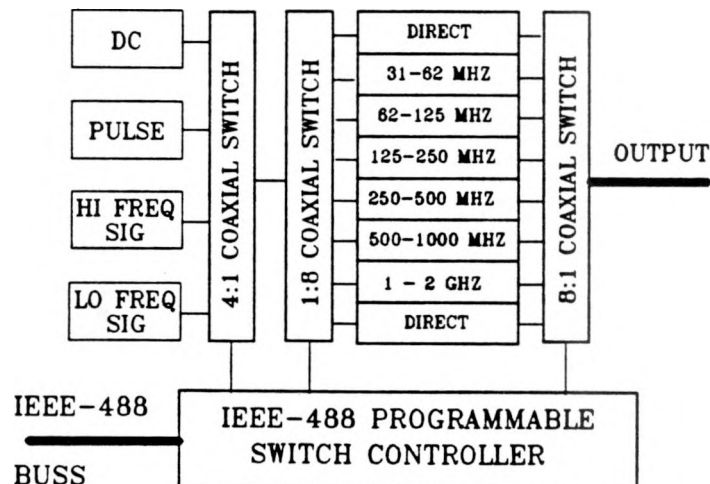 DC
PULSE
HI FREQ
SIG
LO FREQ
SIG
4:1 COAXIAL SWITCH
1:8 COAXIAL SWITCH
DIRECT
31-62 MHZ
62-125 MHZ
125-250 MHZ
250-500 MHZ
500-1000 MHZ
1 - 2 GHZ
DIRECT
8:1 COAXIAL SWITCH
OUTPUT
IEEE-488
BUSS
IEEE-488 PROGRAMMABLE
SWITCH CONTROLLER